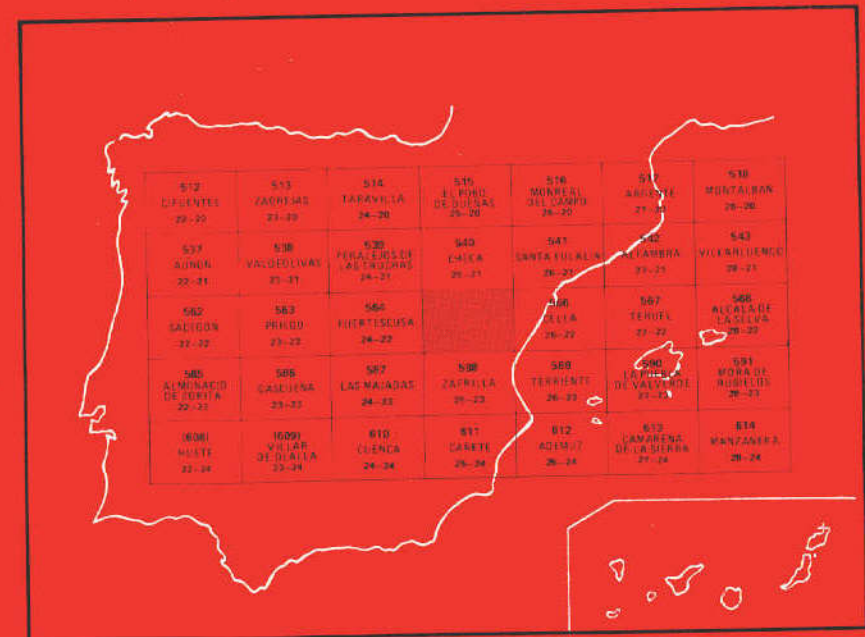 512 513 514 515 516 517 518
CIFUENTES ZAOREJAS TARAVILLA EL POBO DE DUEÑAS MONREAL DEL CAMPO ARGENTE MONTALBAN
22-20 23-20 24-20 25-20 26-20 27-20 28-20
537 538 539 540 541 542 543
AUÑON VALDEOLIVAS PERALEJOS DE LAS TRUCHAS CHECA SANTA EULALIA ALFAMBRA VILLARLUENGO
22-21 23-21 24-21 25-21 26-21 27-21 28-21
562 563 564 566 567 568
SACEDON PRIEGO FUERTESCUSA CELLA TERUEL ALCALA DE LA SELVA
22-22 23-22 24-22 26-22 27-22 28-22
585 586 587 588 589 590 591
ALMONACID DE ZORITA GASCUEÑA LAS MAJADAS ZAFRILLA TERRIENTE LA PUEBLA DE VALVERDE MORA DE RUBIELOS
22-23 23-23 24-23 25-23 26-23 27-23 28-23
(608) (609) 610 611 612 613 614
HUETE VILLAR DE OLALLA CUENCA CAÑETE ADEMUZ CAMARENA DE LA SIERRA MANZANERA
22-24 23-24 24-24 25-24 26-24 27-24 28-24